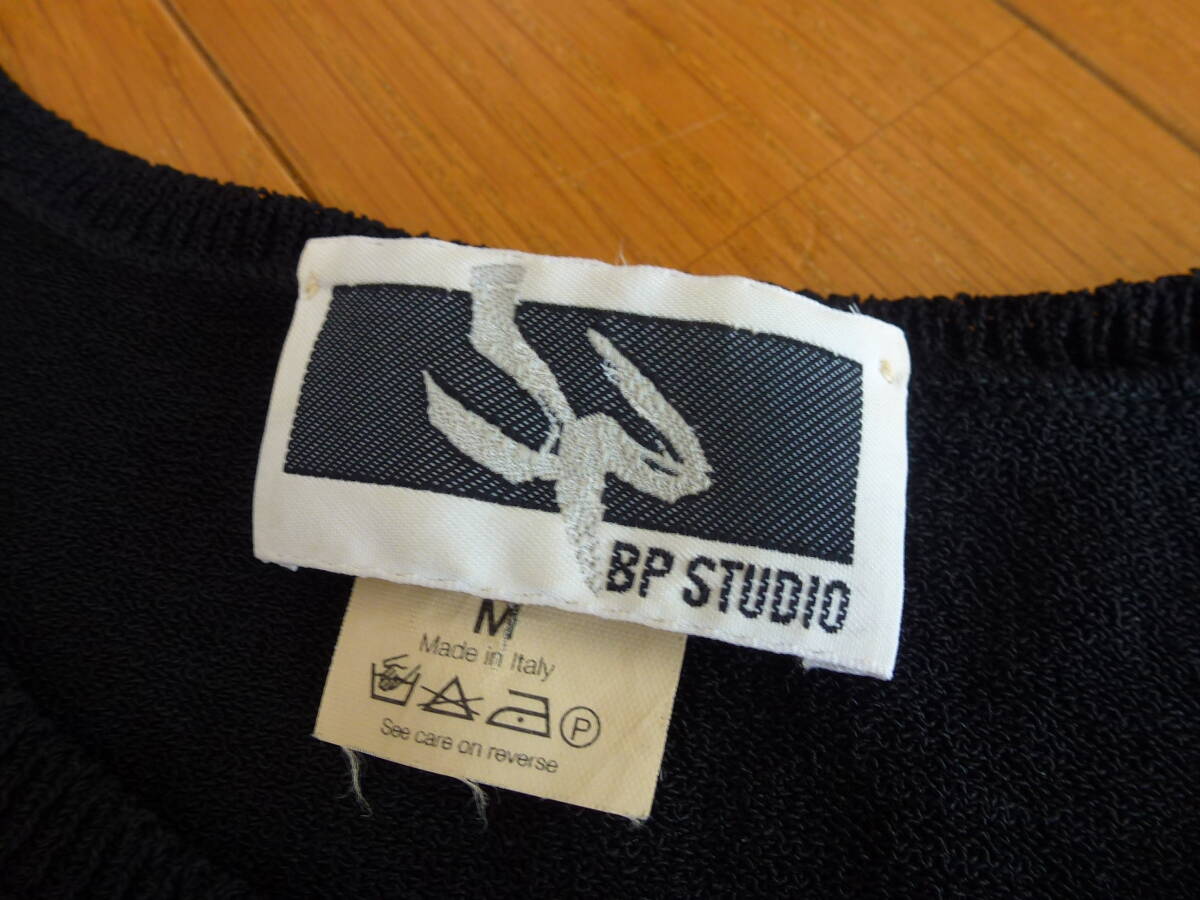 BP STUDIO
M
Made in Italy
P
See care on reverse